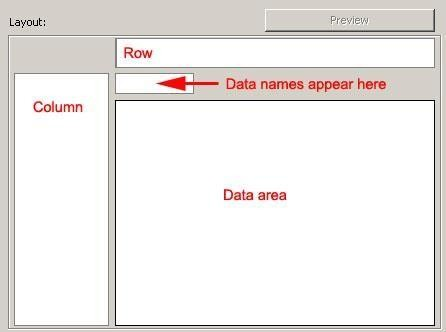 Layout:
Preview
Row
Data names appear here
Column
Data area